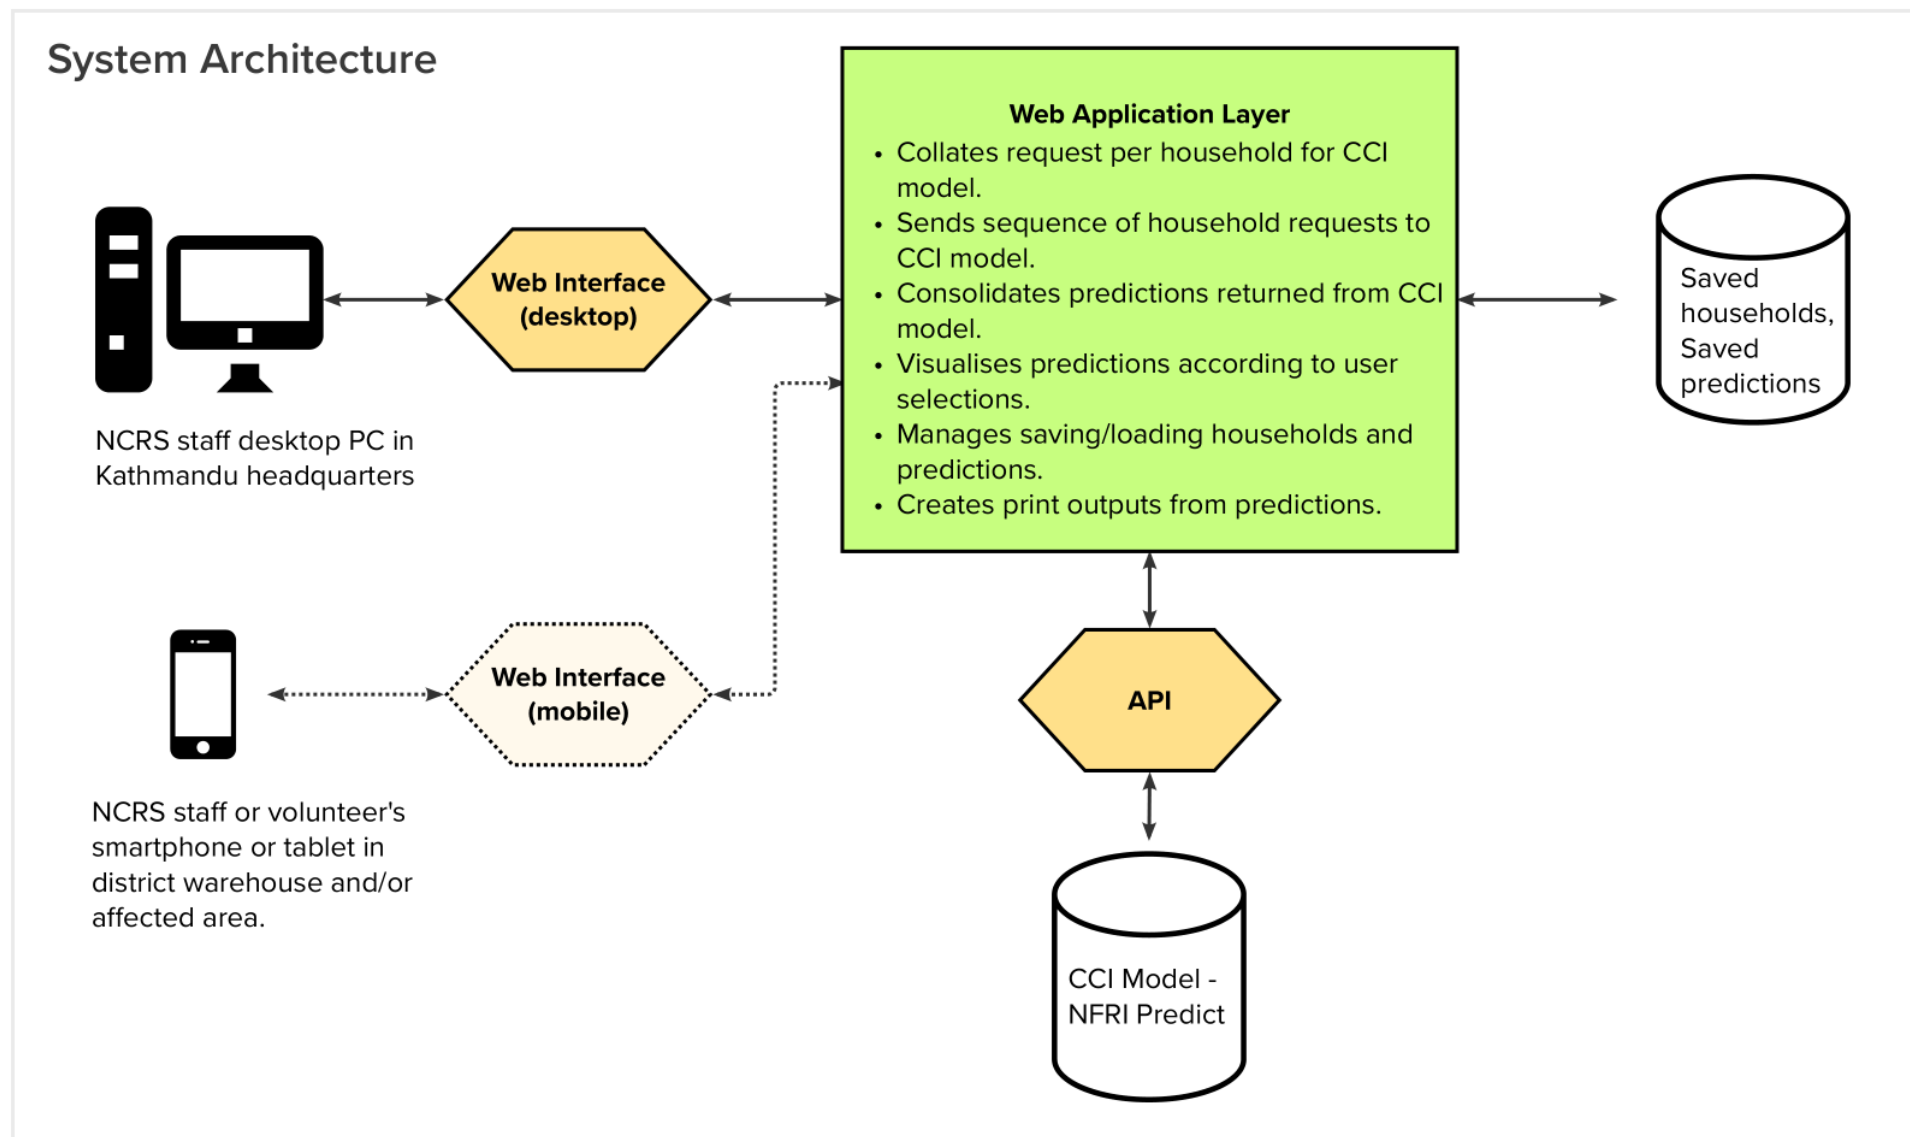 System Architecture
Web Application Layer
• Collates request per household for CCI
model.
• Sends sequence of household requests to
CCI model.
• Consolidates predictions returned from CCI
model.
• Visualises predictions according to user
selections.
• Manages saving/loading households and
predictions.
• Creates print outputs from predictions.
Web Interface
(desktop)
NCRS staff desktop PC in
Kathmandu headquarters
Saved
households,
Saved
predictions
Web Interface
(mobile)
NCRS staff or volunteer's
smartphone or tablet in
district warehouse and/or
affected area.
API
CCI Model -
NFRI Predict